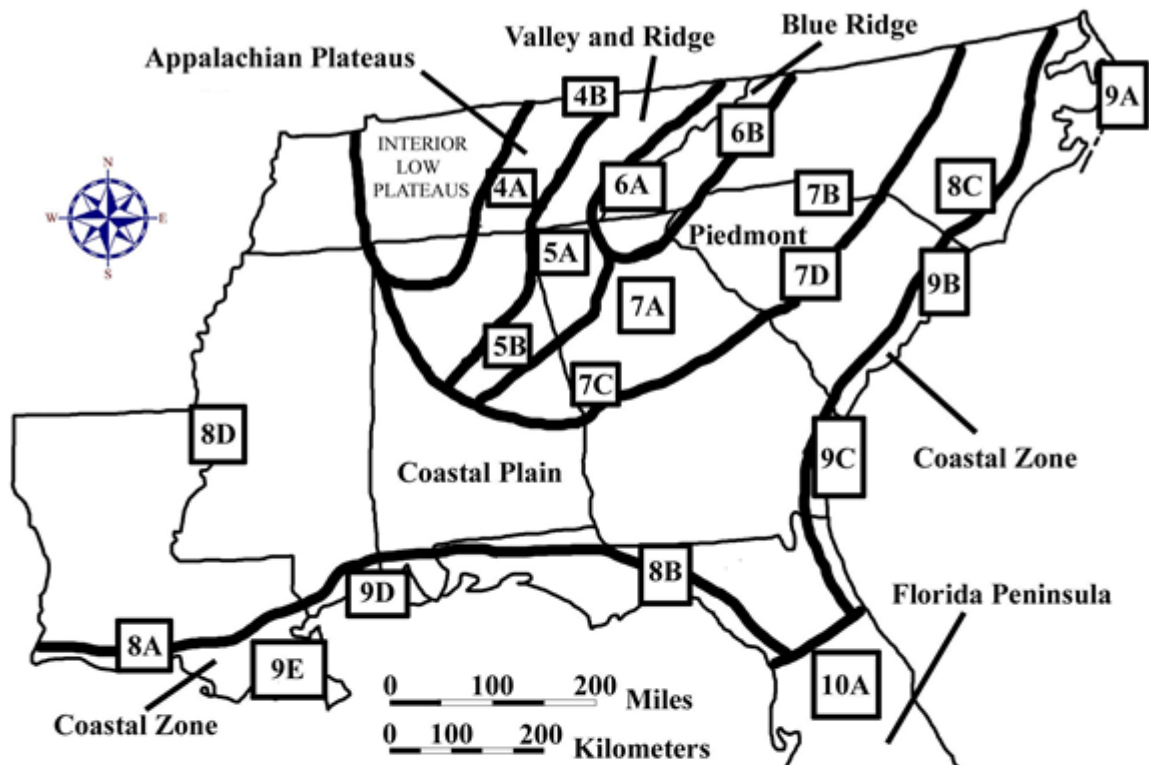 Blue Ridge
Valley and Ridge
Appalachian Plateaus
4B
9A
6B
INTERIOR
LOW
PLATEAUS
N
W
E
S
4A
6A
7B
8C
Piedmont
5A
7D
9B
7A
5B
7C
8D
9C
Coastal Zone
Coastal Plain
8B
9D
Florida Peninsula
8A
9E
10A
0 100 200
Miles
Coastal Zone
0 100 200
Kilometers